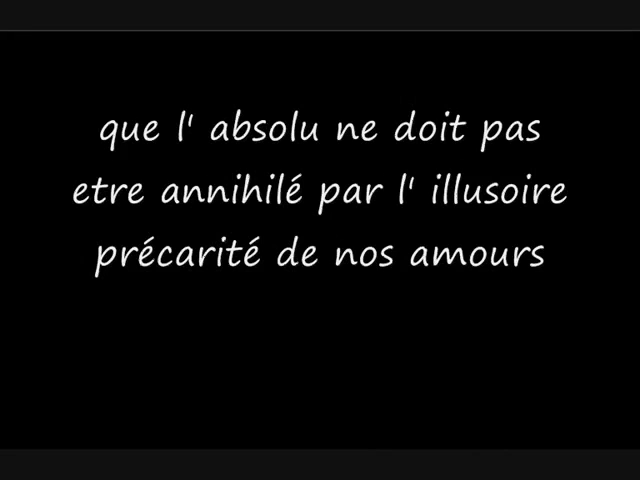 que l' absolu ne doit pas
etre annihilé par l' illusoire
précarité de nos amours